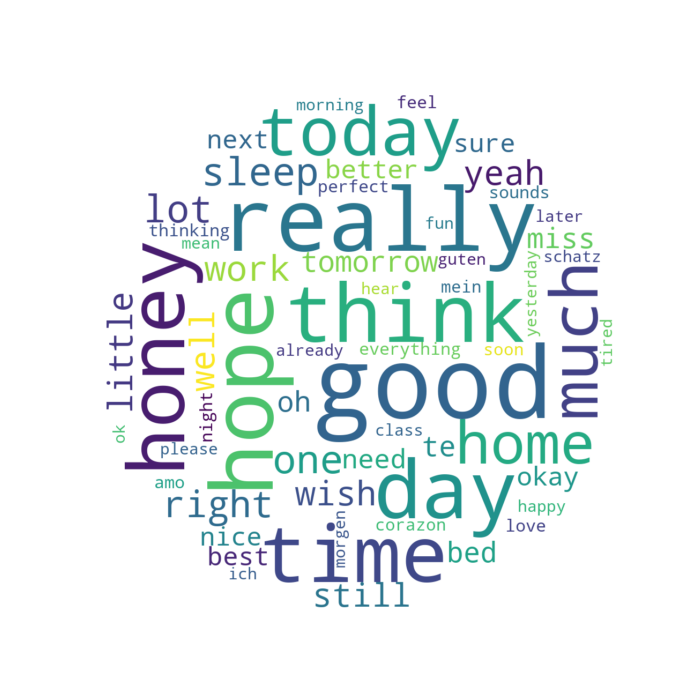 morning
feel
today
next
sure
sleep
better
yeah
perfect
sounds
lot
really
fun
later
thinking
mean
miss
honey
work
tomorrow
guten
schatz
yesterday
much
hear
mein
think
little
hope
well
already
everything
soon
tired
good
night
oh
ok
please
class
te
home
one
need
amo
wish
day
okay
right
corazon
happy
love
nice
morgen
time
best
bed
ich
still